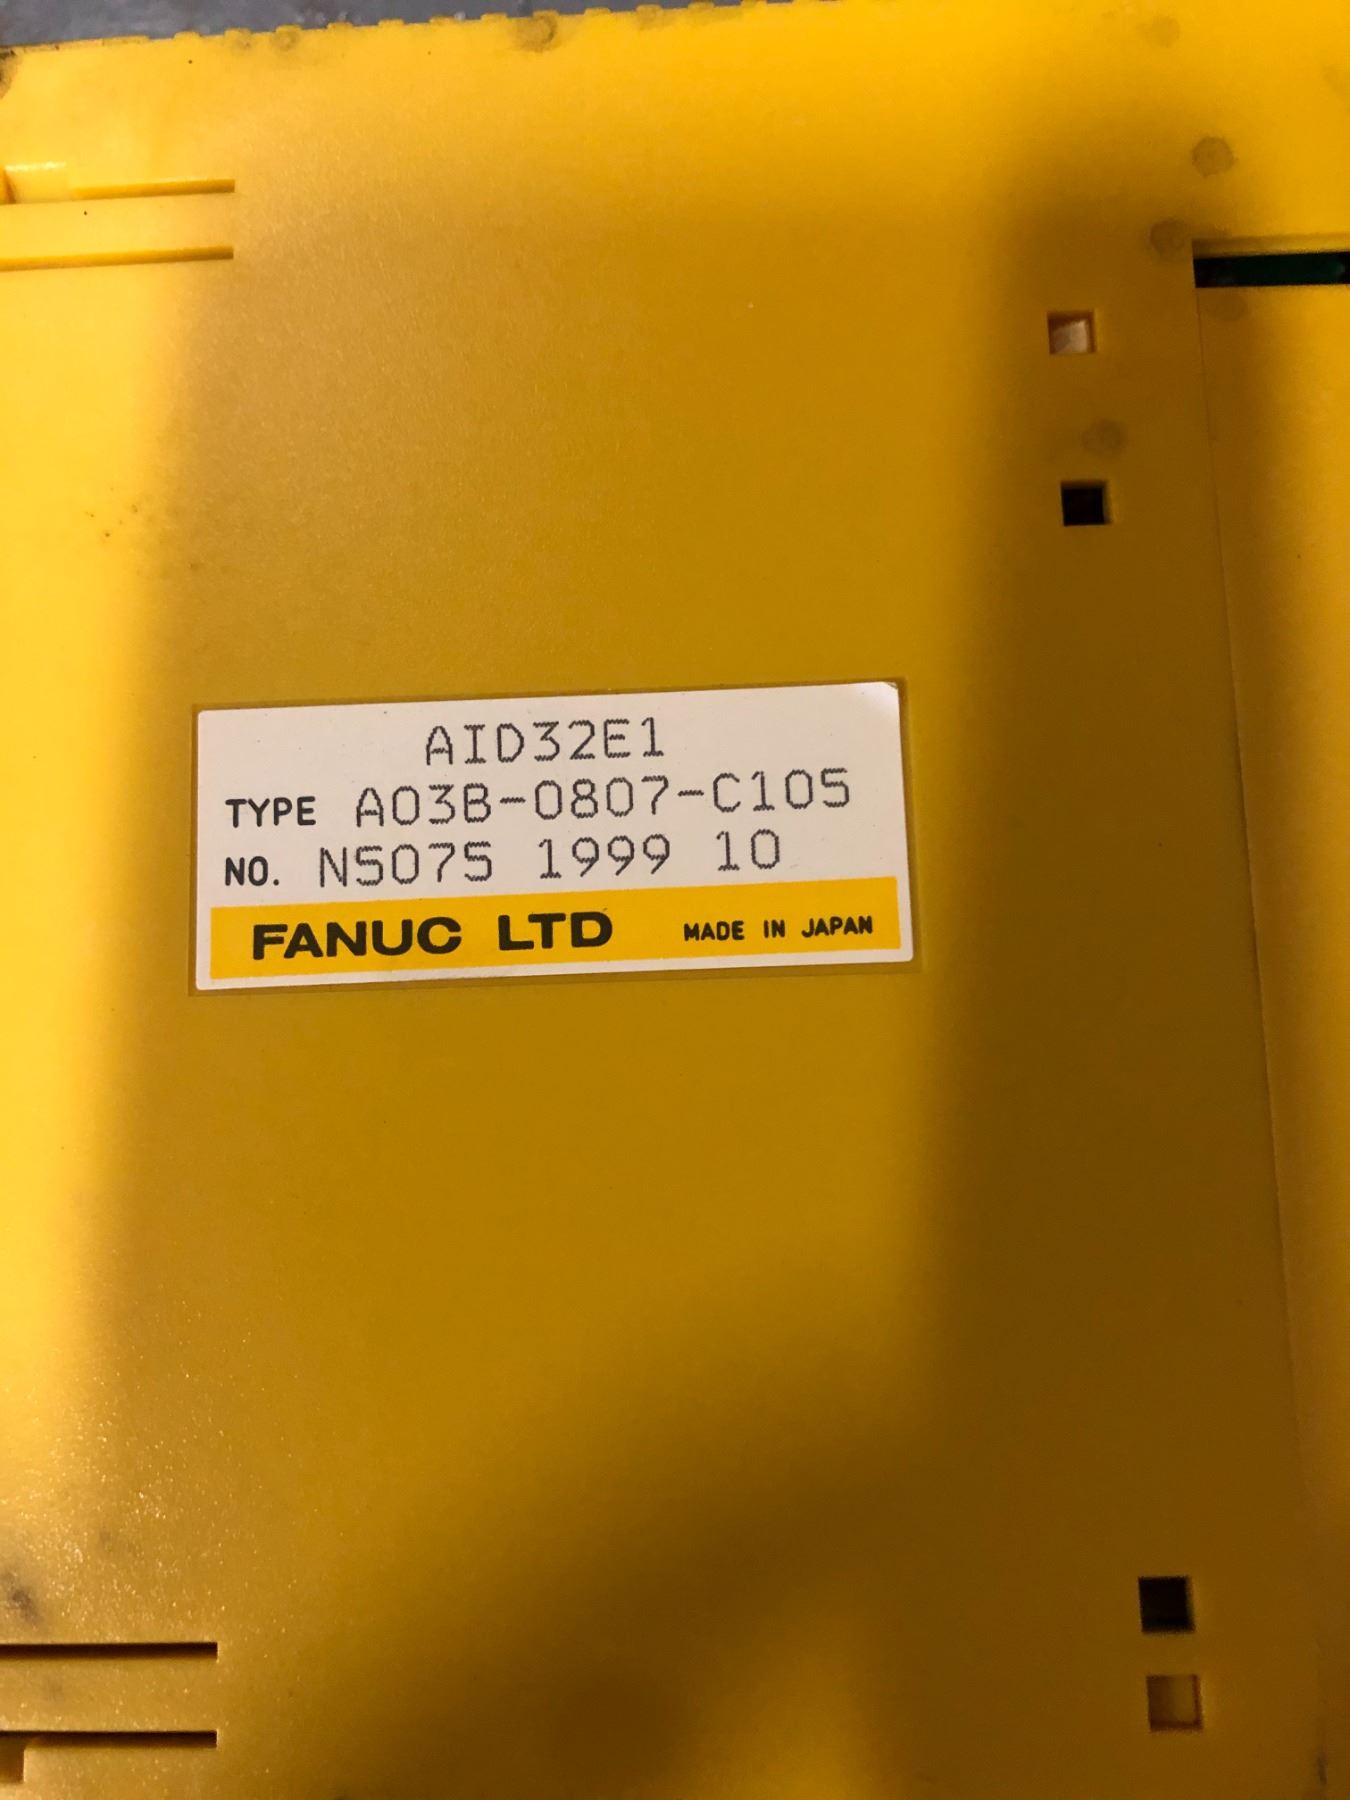 AID32E1
TYPE A03B-0807-C105
NO. N5075 1999 10
FANUC LTD MADE IN JAPAN